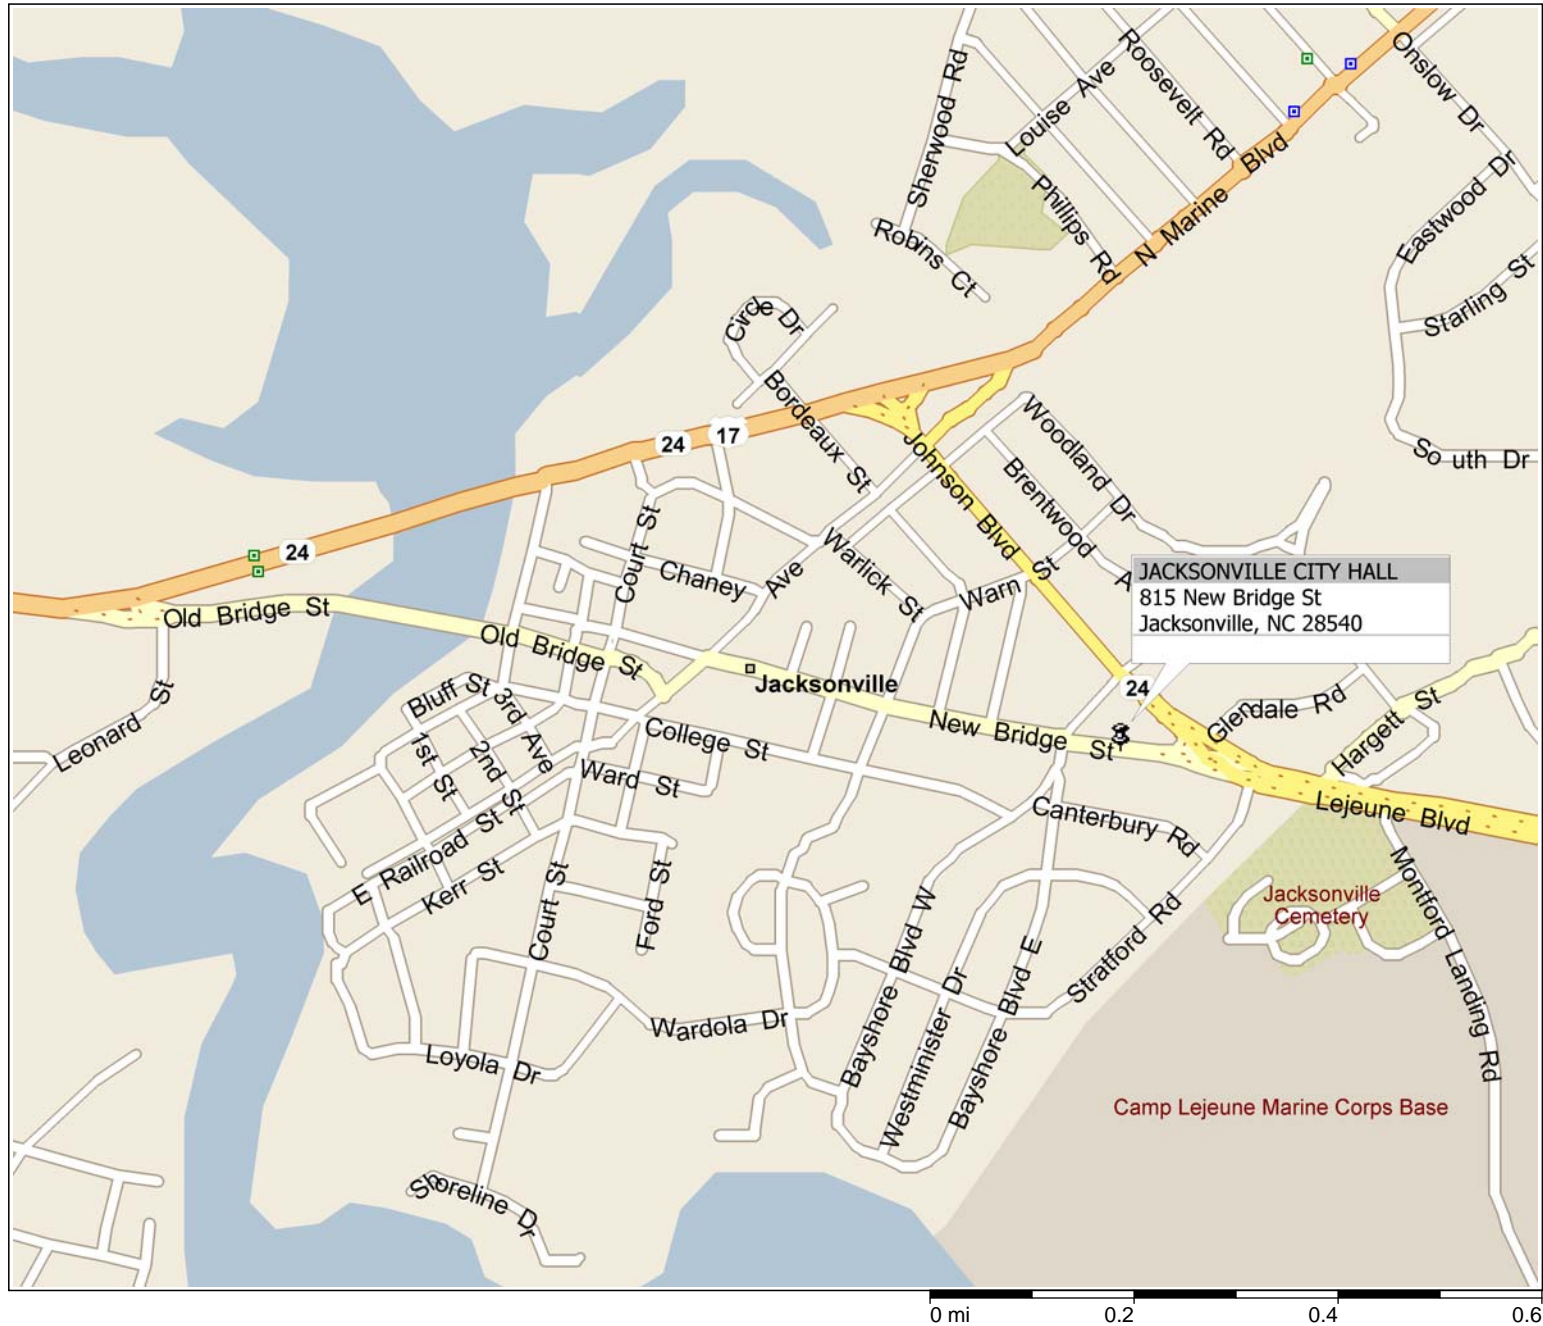 Sherwood Rd
Louise Ave
Roosevelt Rd
Onslow Dr
N Marine Blvd
Phillips Rd
Robins Ct
Eastwood Dr
Starling St
South Dr
Circle Dr
Bordeaux St
24
17
24
Johnson Blvd
Woodland Dr
Brentwood A
Court St
Chaney Ave
Warlick St
Warn St
JACKSONVILLE CITY HALL
815 New Bridge St
Jacksonville, NC 28540
Old Bridge St
Old Bridge St
Jacksonville
24
New Bridge St
Glendale Rd
Hargett St
Leonard St
Bluff St
3rd Ave
1st St
2nd St
College St
Ward St
Canterbury Rd
Lejeune Blvd
E Railroad St
Kerr St
Court St
Ford St
Jacksonville
Cemetery
Montford Landing Rd
Bayshore Blvd W
Westminister Dr
Bayshore Blvd E
Stratford Rd
Wardola Dr
Loyola Dr
Camp Lejeune Marine Corps Base
Shoreline Dr
0 mi 0.2 0.4 0.6